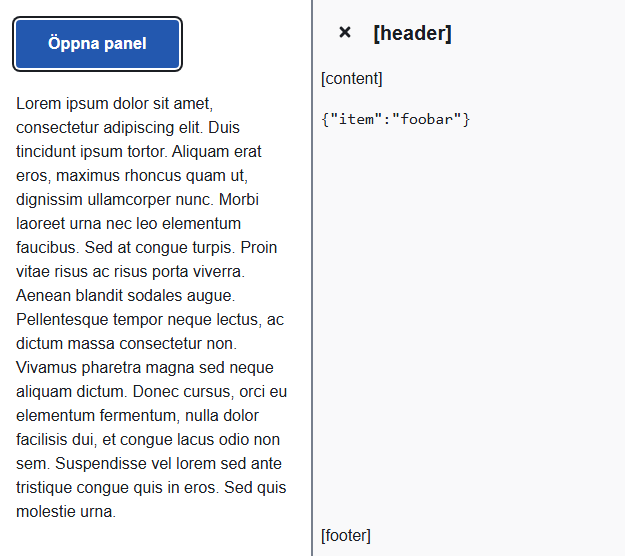 Öppna panel
Lorem ipsum dolor sit amet,
consectetur adipiscing elit. Duis
tincidunt ipsum tortor. Aliquam erat
eros, maximus rhoncus quam ut,
dignissim ullamcorper nunc. Morbi
laoreet urna nec leo elementum
faucibus. Sed at congue turpis. Proin
vitae risus ac risus porta viverra.
Aenean blandit sodales augue.
Pellentesque tempor neque lectus, ac
dictum massa consectetur non.
Vivamus pharetra magna sed neque
aliquam dictum. Donec cursus, orci eu
elementum fermentum, nulla dolor
facilisis dui, et congue lacus odio non
sem. Suspendisse vel lorem sed ante
tristique congue quis in eros. Sed quis
molestie urna.
[header]
[content]
{"item":"foobar"}
[footer]